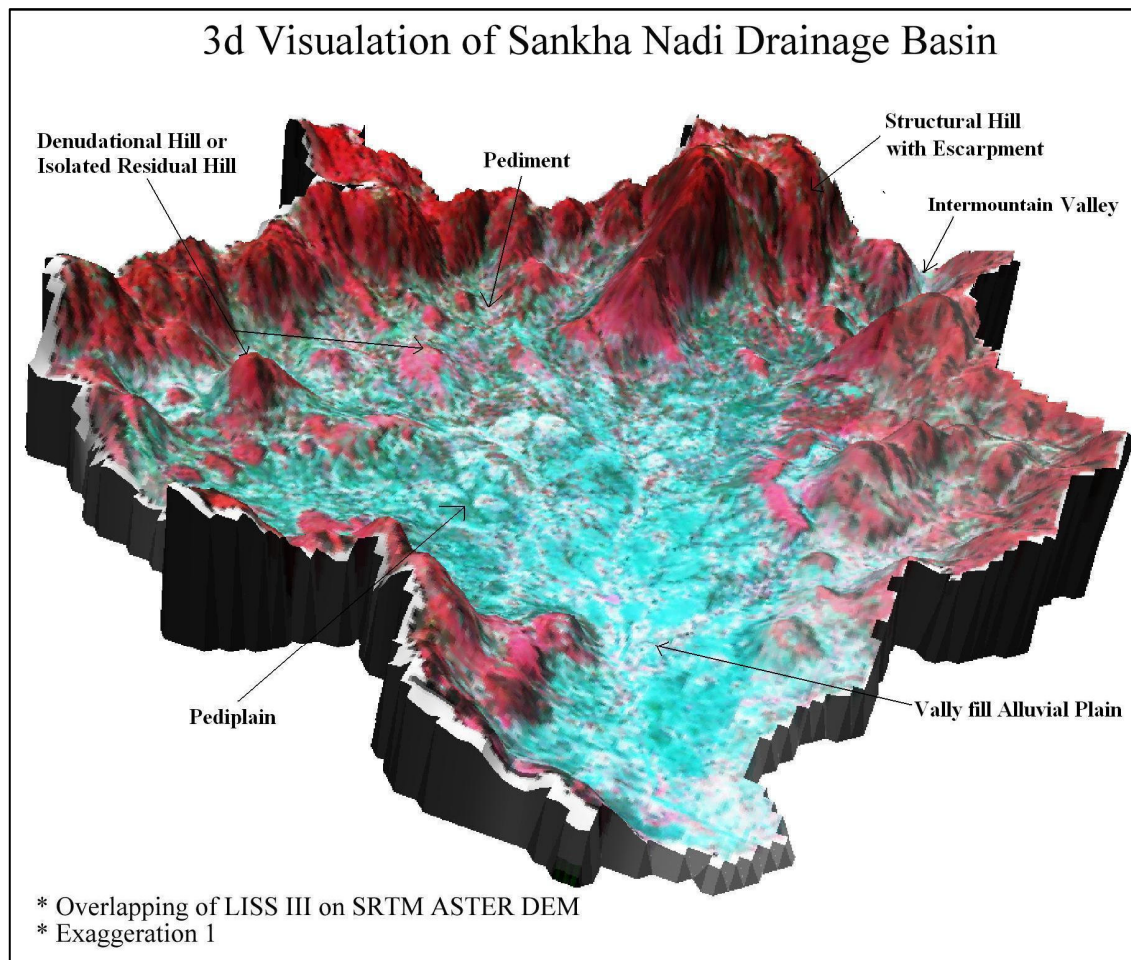 3d Visualation of Sankha Nadi Drainage Basin
Denudational Hill or
Isolated Residual Hill
Pediment
Structural Hill
with Escarpment
Intermountain Valley
Pediplain
Vally fill Alluvial Plain
* Overlapping of LISS III on SRTM ASTER DEM
* Exaggeration 1